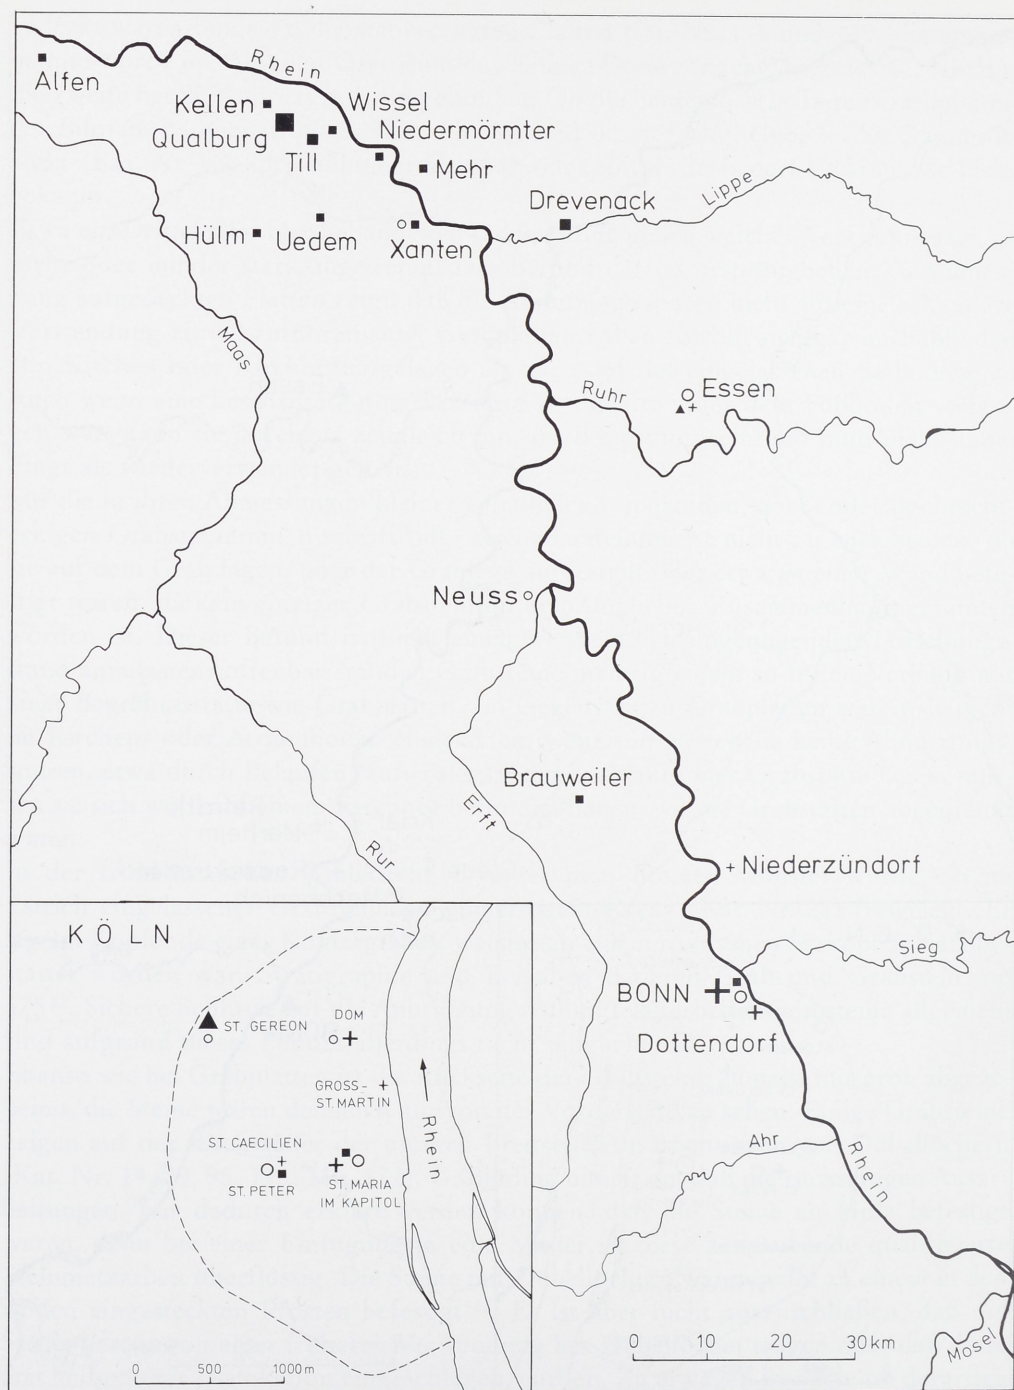 Rhein
Alfen
Kellen
Wissel
Qualburg
Niedermörmter
Till
Mehr
Drevenack
Lippe
Hülm
Uedem
Xanten
Maas
Ruhr
Essen
Neuss
Brauweiler
Erft
Rur
Niederzündorf
Sieg
BONN
Dottendorf
Ahr
Rhein
Mosel
0 10 20 30 km
KÖLN
ST. GEREON
DOM
GROSS-
ST. MARTIN
Rhein
ST. CAECILIEN
ST. PETER
ST. MARIA
IM KAPITOL
0 500 1000 m